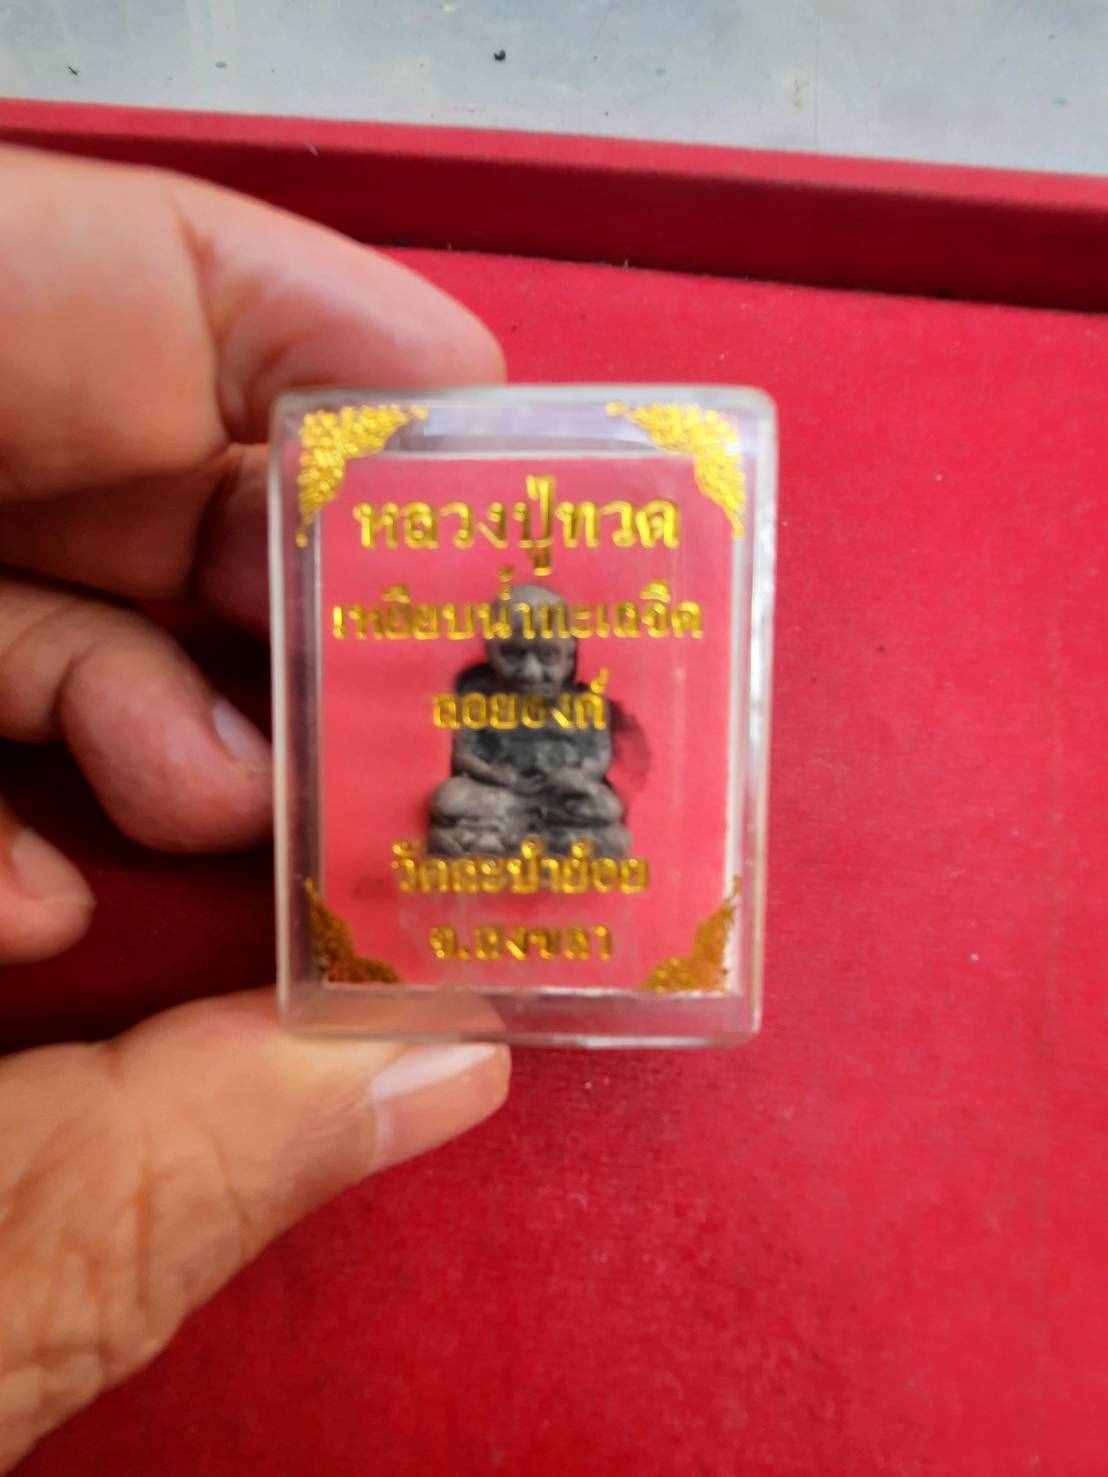 หลวงปู่ทวด
เหยียบน้ำทะเลจืด
ลอยองค์
วัดสะบ้าย้อย
จ.สงขลา